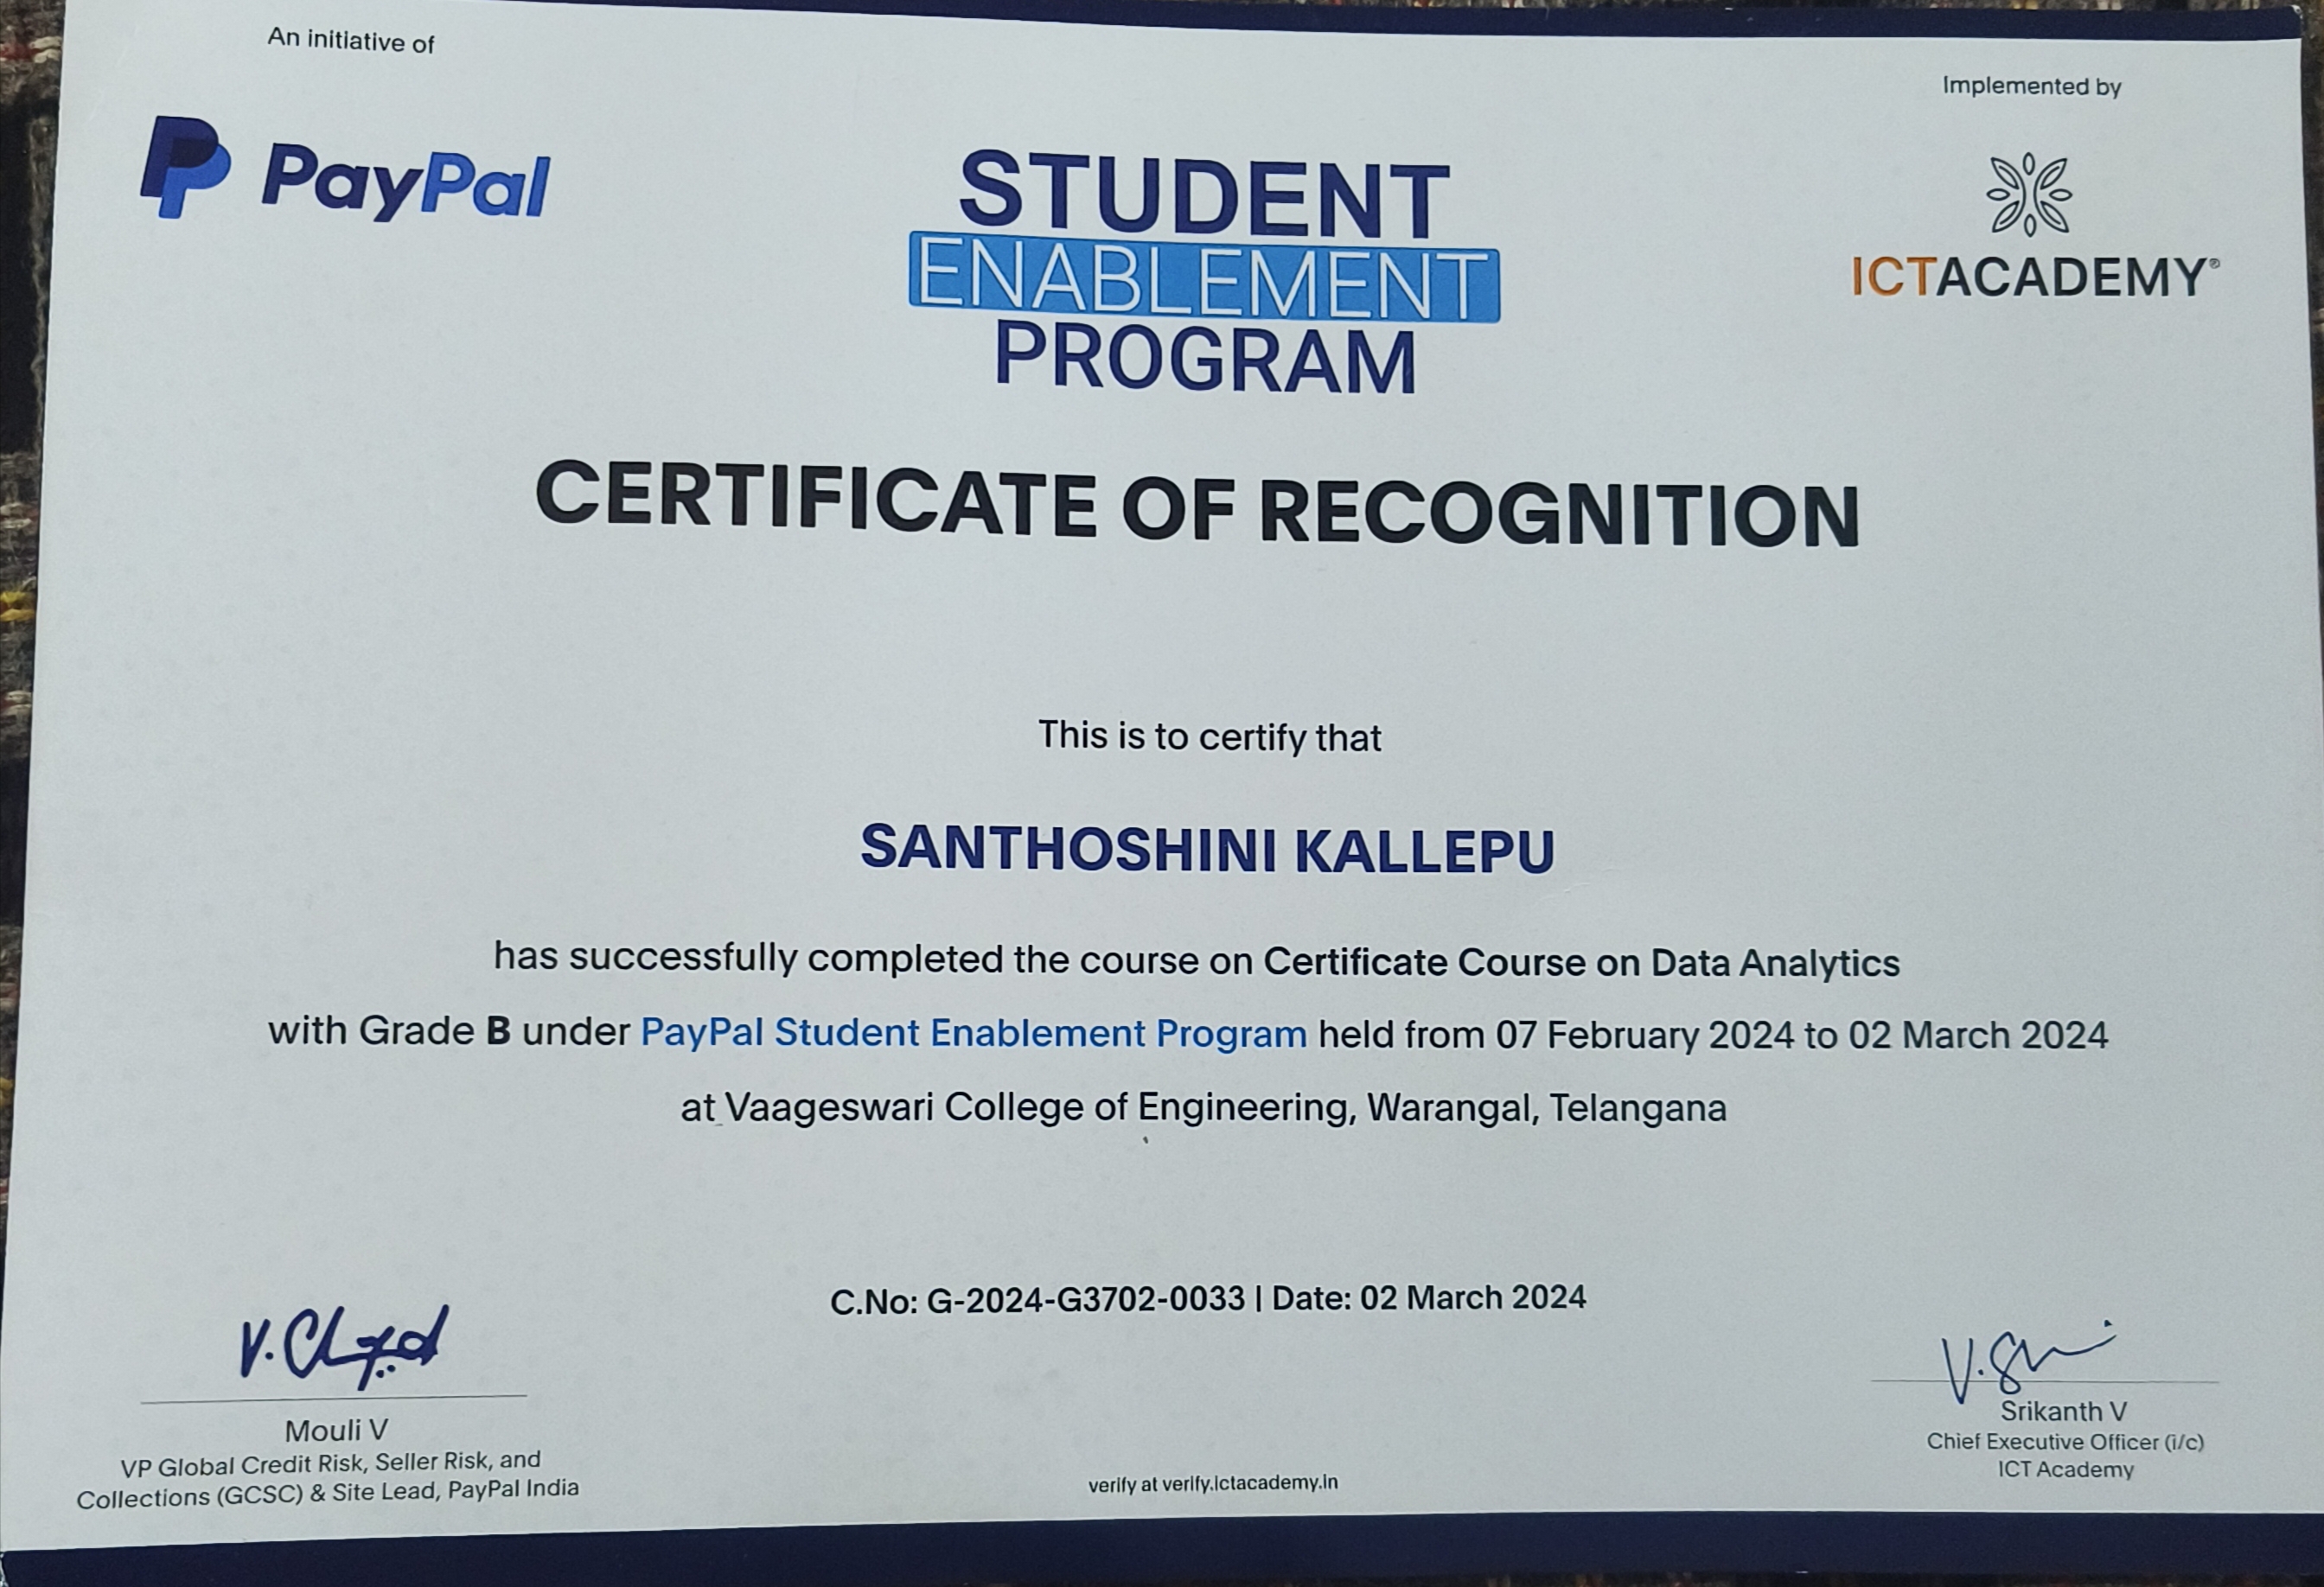 An initiative of
PayPal
STUDENT
ENABLEMENT
PROGRAM
Implemented by
ICTACADEMY®
CERTIFICATE OF RECOGNITION
This is to certify that
SANTHOSHINI KALLEPU
has successfully completed the course on Certificate Course on Data Analytics
with Grade B under PayPal Student Enablement Program held from 07 February 2024 to 02 March 2024
at Vaageswari College of Engineering, Warangal, Telangana
C.No: G-2024-G3702-0033 | Date: 02 March 2024
Mouli V
VP Global Credit Risk, Seller Risk, and
Collections (GCSC) & Site Lead, PayPal India
verify at verify.ictacademy.in
Srikanth V
Chief Executive Officer (i/c)
ICT Academy